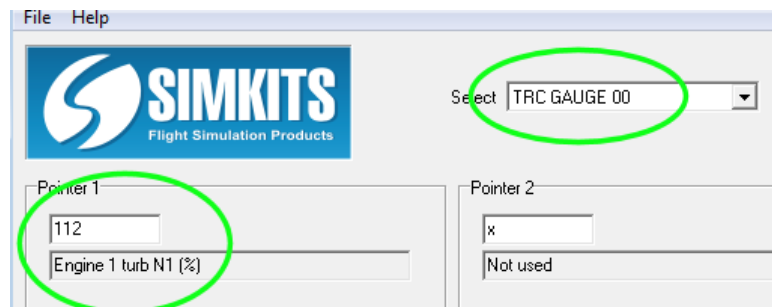 File Help
SIMKITS
Flight Simulation Products
Select TRC GAUGE 00
Pointer 1
112
Engine 1 turb N1 (%)
Pointer 2
x
Not used